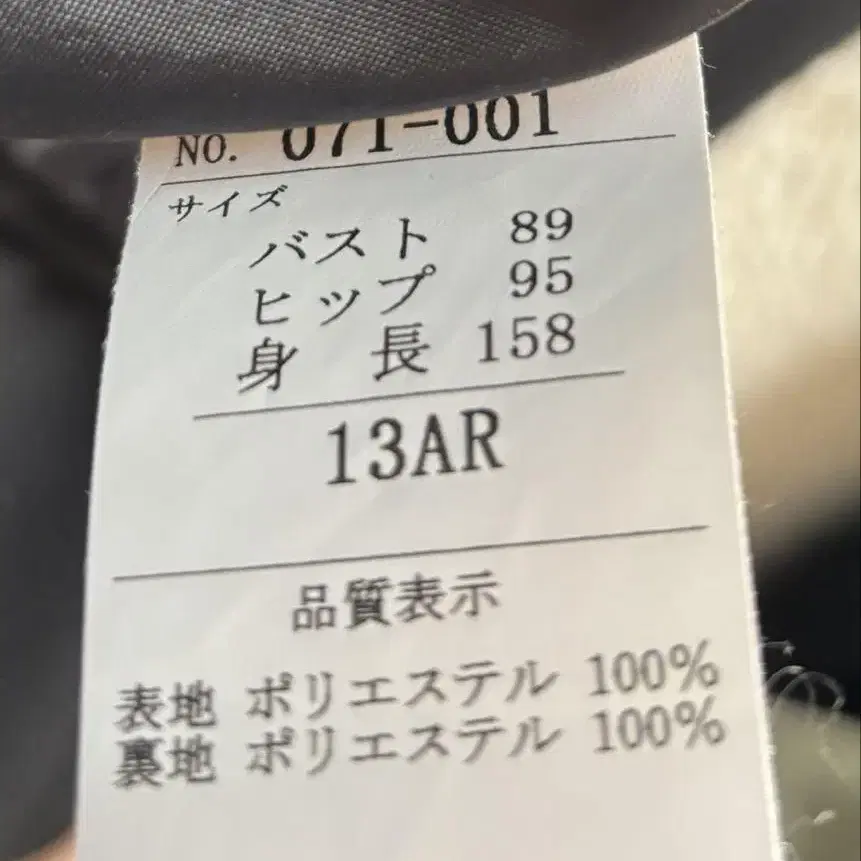 NO. 071-001
サイズ
バスト 89
ヒップ 95
身長 158
13AR
品質表示
表地 ポリエステル 100%
裏地 ポリエステル 100%